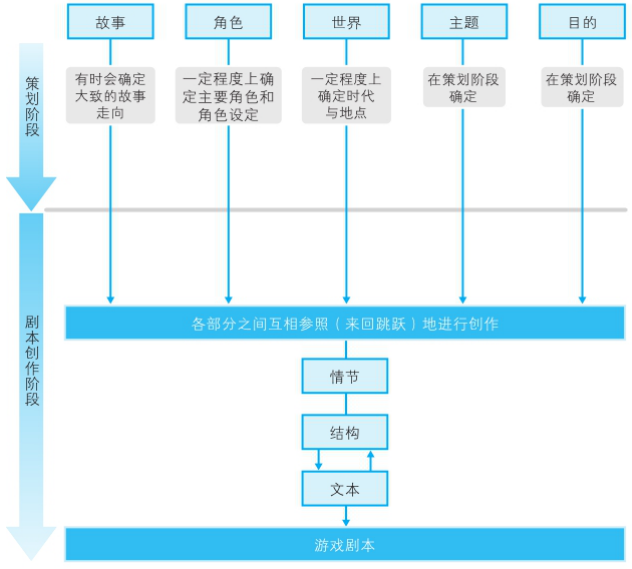 故事
角色
世界
主题
目的
策划阶段
有时会确定
大致的故事
走向
一定程度上确
定主要角色和
角色设定
一定程度上
确定时代
与地点
在策划阶段
确定
在策划阶段
确定
剧本创作阶段
各部分之间互相参照（来回跳跃）地进行创作
情节
结构
文本
游戏剧本